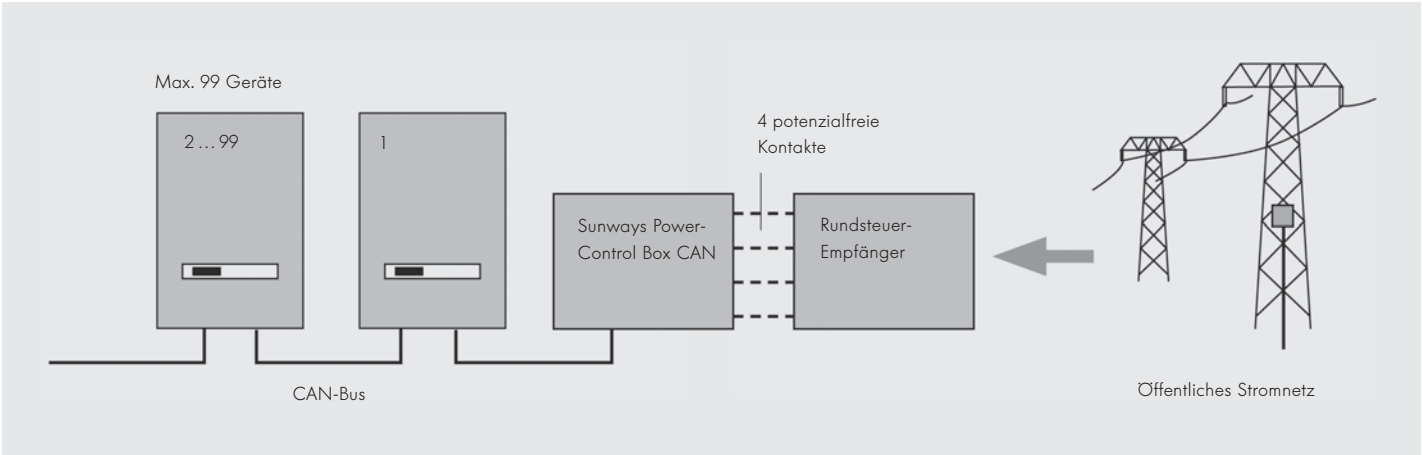 Max. 99 Geräte
2 … 99
1
4 potenzialfreie
Kontakte
Sunways Power-
Control Box CAN
Rundsteuer-
Empfänger
CAN-Bus
Öffentliches Stromnetz